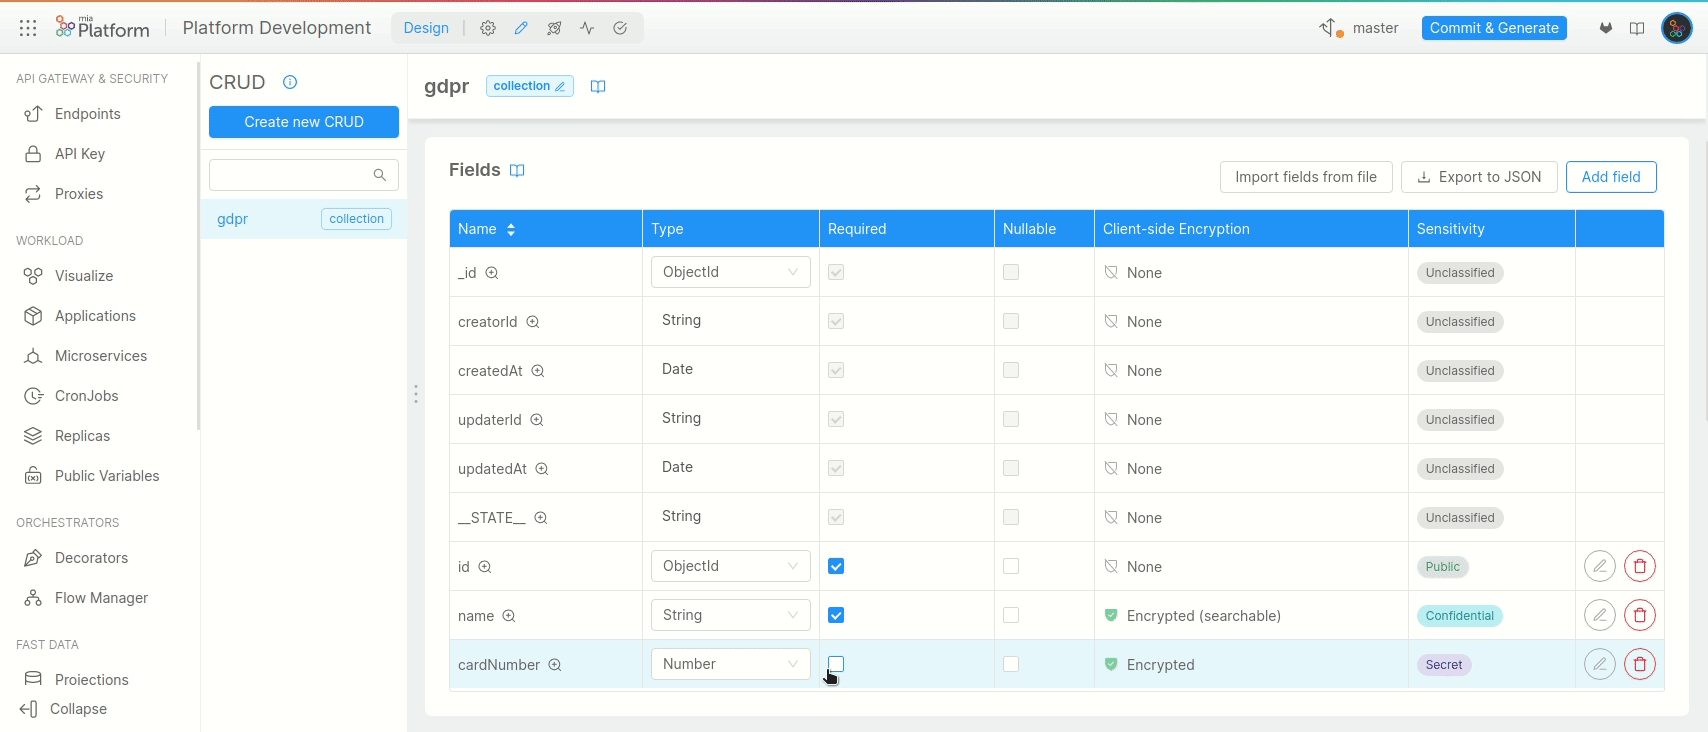 mia
Platform
Platform Development
Design
master
Commit & Generate
API GATEWAY & SECURITY
Endpoints
API Key
Proxies
WORKLOAD
Visualize
Applications
Microservices
CronJobs
Replicas
Public Variables
ORCHESTRATORS
Decorators
Flow Manager
FAST DATA
Projections
Collapse
CRUD
Create new CRUD
gdpr collection
gdpr collection
Fields
Import fields from file
Export to JSON
Add field
Name Type Required Nullable Client-side Encryption Sensitivity
_id ObjectId None Unclassified
creatorId String None Unclassified
createdAt Date None Unclassified
updaterId String None Unclassified
updatedAt Date None Unclassified
__STATE__ String None Unclassified
id ObjectId None Public
name String Encrypted (searchable) Confidential
cardNumber Number Encrypted Secret